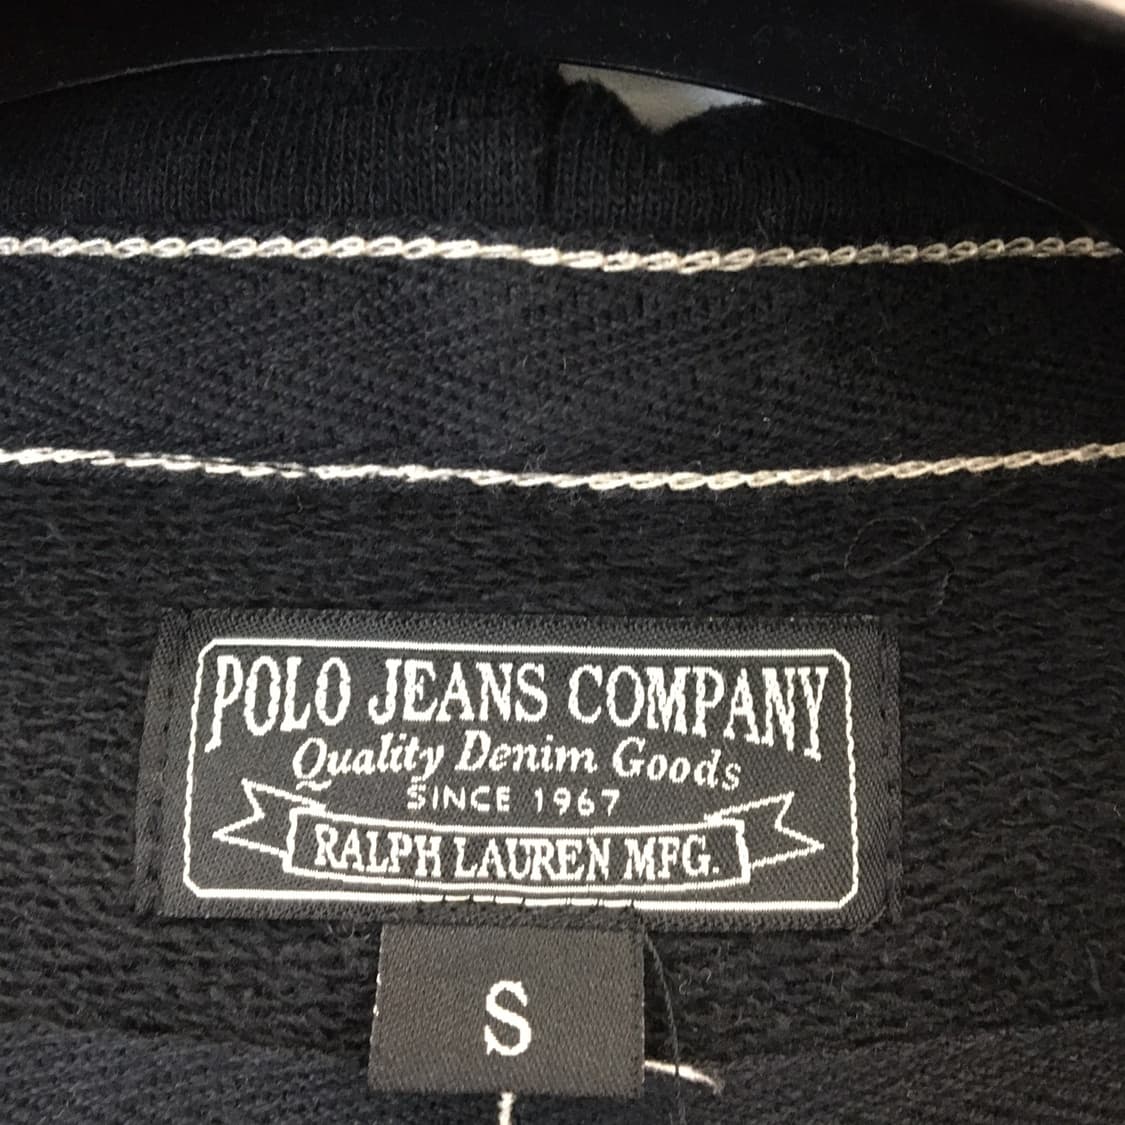 POLO JEANS COMPANY
Quality Denim Goods
SINCE 1967
RALPH LAUREN MFG.
S